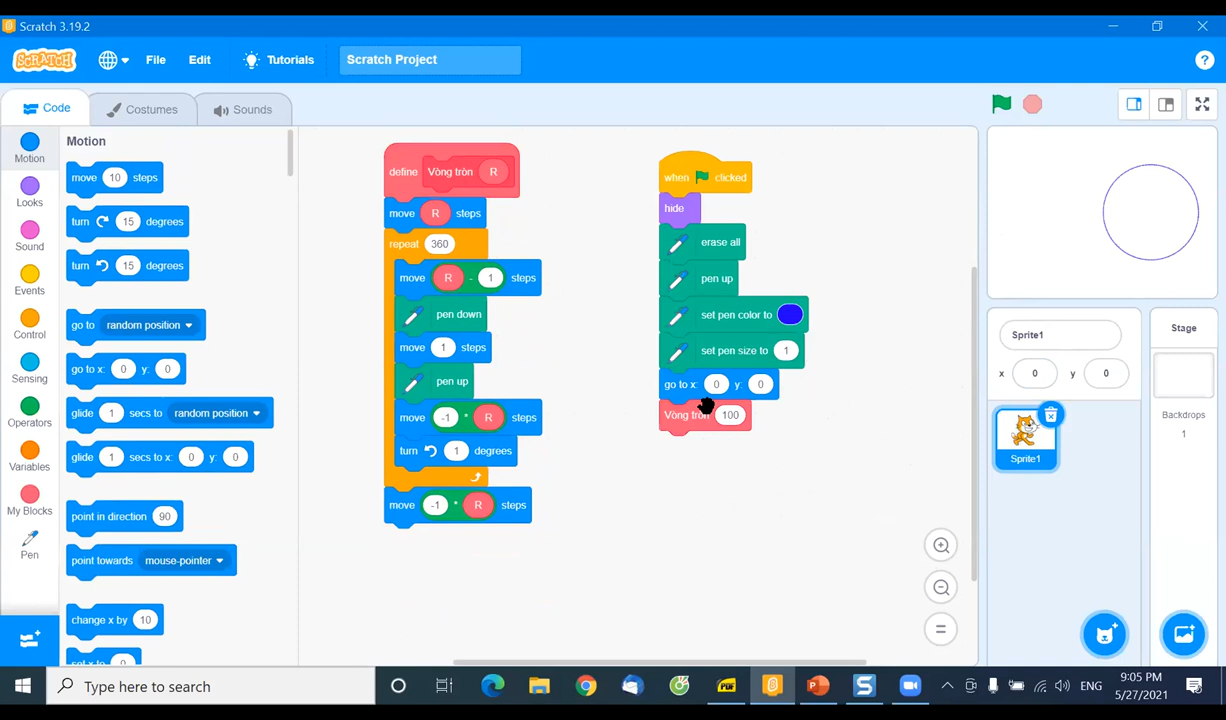 Scratch 3.19.2
SCRATCH
File
Edit
Tutorials
Scratch Project
Code
Costumes
Sounds
Motion
Looks
Sound
Events
Control
Sensing
Operators
Variables
My Blocks
Pen
Motion
move 10 steps
turn 15 degrees
turn 15 degrees
go to random position
go to x: 0 y: 0
glide 1 secs to random position
glide 1 secs to x: 0 y: 0
point in direction 90
point towards mouse-pointer
change x by 10
define Vòng tròn R
move R steps
repeat 360
move R - 1 steps
pen down
move 1 steps
pen up
move -1 * R steps
turn 1 degrees
move -1 * R steps
when clicked
hide
erase all
pen up
set pen color to
set pen size to 1
go to x: 0 y: 0
Vòng tròn 100
Sprite1
x 0 y 0
Sprite1
Stage
Backdrops
1
Type here to search
ENG
9:05 PM
5/27/2021